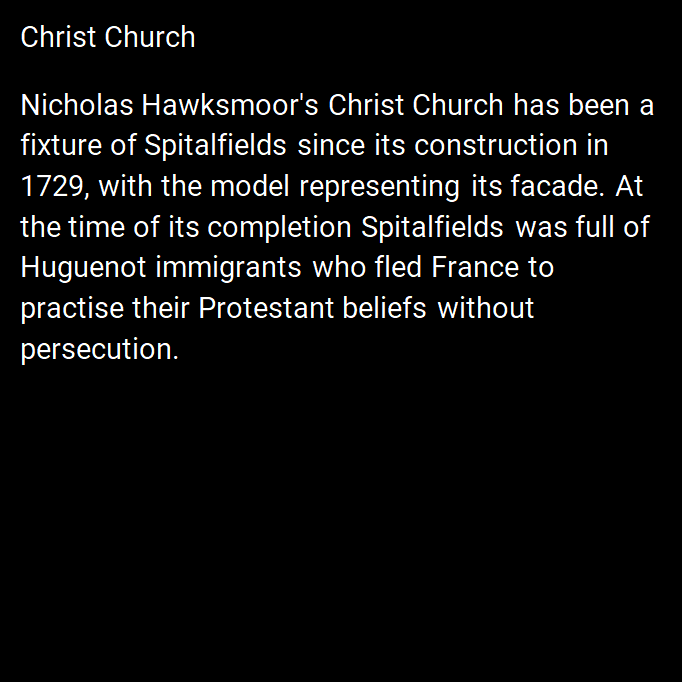 Christ Church
Nicholas Hawksmoor's Christ Church has been a
fixture of Spitalfields since its construction in
1729, with the model representing its facade. At
the time of its completion Spitalfields was full of
Huguenot immigrants who fled France to
practise their Protestant beliefs without
persecution.